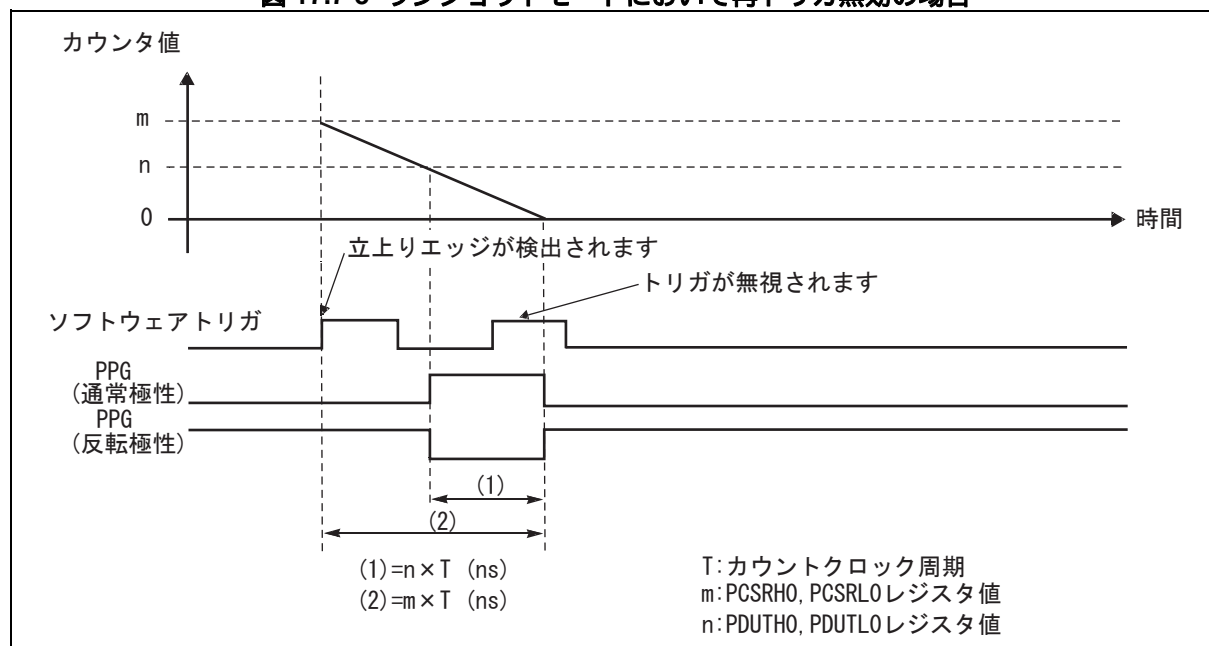 カウンタ値
m
n
0
時間
立上りエッジが検出されます
トリガが無視されます
ソフトウェアトリガ
PPG
(通常極性)
PPG
(反転極性)
(1)
(2)
(1)=n×T (ns)
(2)=m×T (ns)
T:カウントクロック周期
m:PCSRH0,PCSRL0レジスタ値
n:PDUTH0,PDUTL0レジスタ値